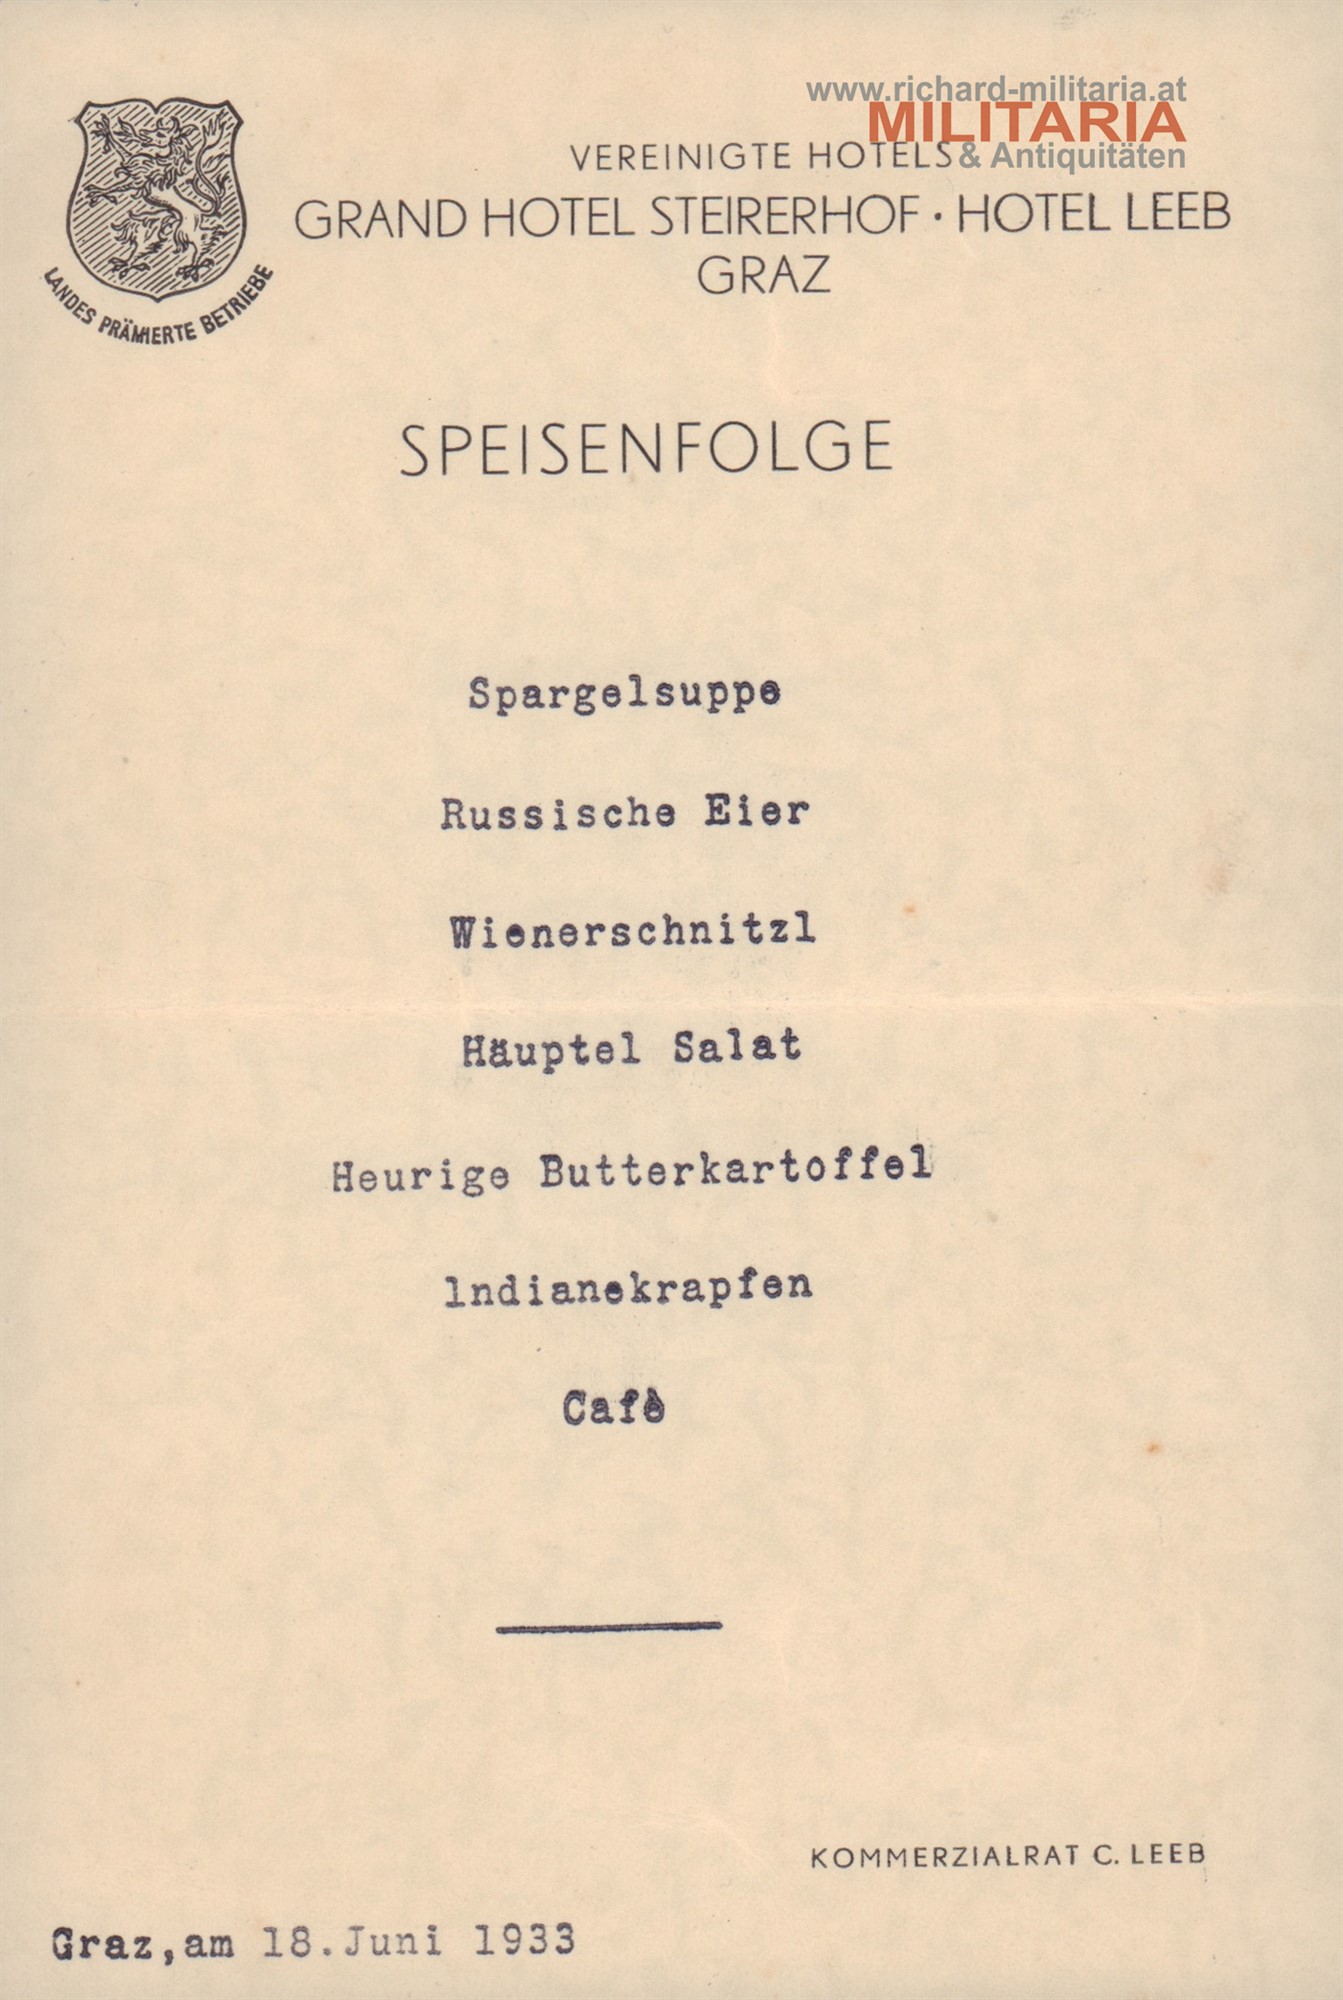 www.richard-militaria.at
MILITARIA
& Antiquitäten
VEREINIGTE HOTELS
GRAND HOTEL STEIRERHOF · HOTEL LEEB
GRAZ
LANDES PRÄMIERTE BETRIEBE
SPEISENFOLGE
Spargelsuppe
Russische Eier
Wienerschnitzl
Häuptel Salat
Heurige Butterkartoffel
lndianekrapfen
Cafè
KOMMERZIALRAT C. LEEB
Graz,am 18.Juni 1933